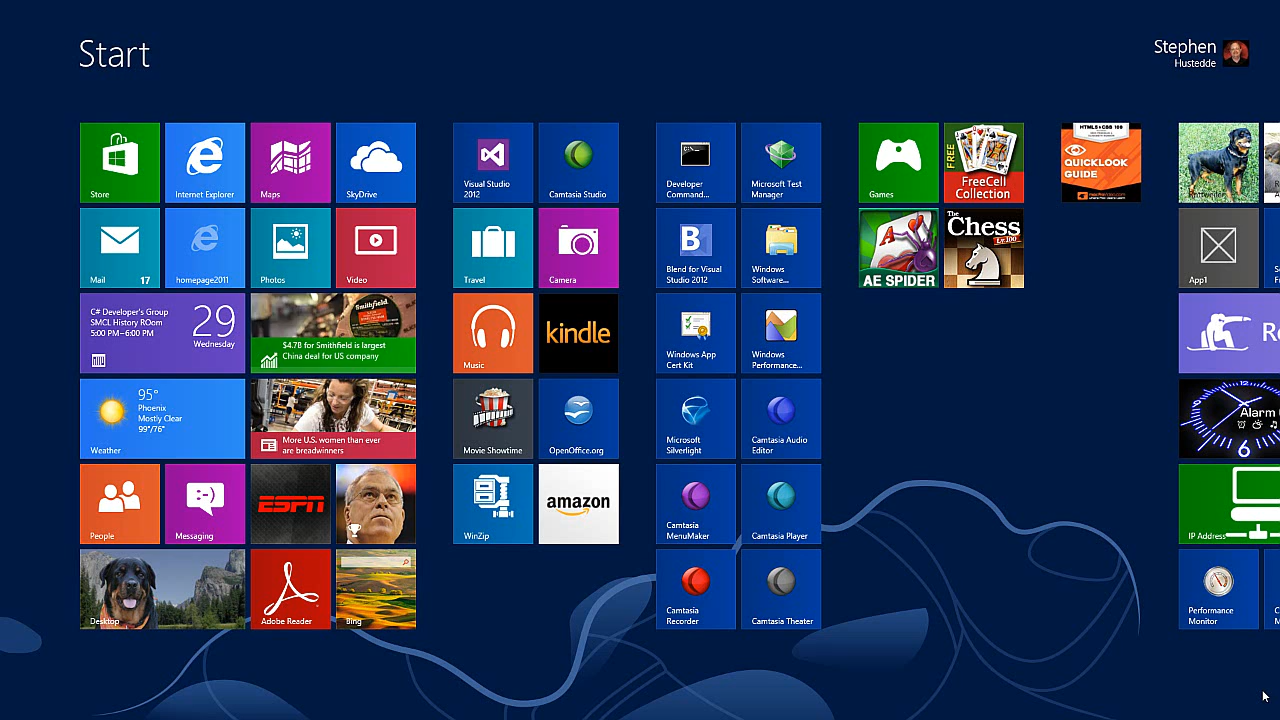 Start
Stephen
Hustedde
Store
Internet Explorer
Maps
SkyDrive
Mail
17
homepage2011
Photos
Video
C# Developer's Group
SMCL History ROom
5:00 PM–6:00 PM
29
Wednesday
Smithfield
$4.7B for Smithfield is largest
China deal for US company
95°
Phoenix
Mostly Clear
99°/76°
Weather
More U.S. women than ever
are breadwinners
People
Messaging
ESPN
Desktop
Adobe Reader
Bing
Visual Studio
2012
Camtasia Studio
Travel
Camera
Music
kindle
Movie Showtime
OpenOffice.org
WinZip
amazon
Developer
Command...
Microsoft Test
Manager
B
Blend for Visual
Studio 2012
Windows
Software...
Windows App
Cert Kit
Windows
Performance...
Microsoft
Silverlight
Camtasia Audio
Editor
Camtasia
MenuMaker
Camtasia Player
Camtasia
Recorder
Camtasia Theater
Games
FREE
FreeCell
Collection
A
AE SPIDER
The
Chess
Lv.100
HTML5 & CSS
QUICKLOOK
GUIDE
App1
Alarm
12
6
IP Address
Performance
Monitor